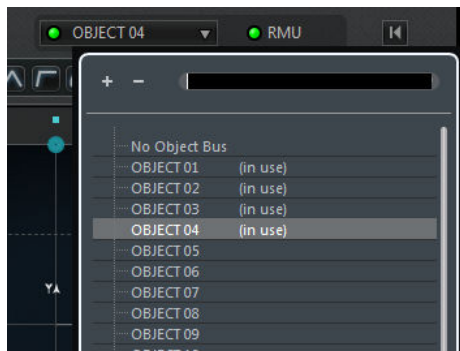 OBJECT 04
RMU
No Object Bus
OBJECT 01 (in use)
OBJECT 02 (in use)
OBJECT 03 (in use)
OBJECT 04 (in use)
OBJECT 05
OBJECT 06
OBJECT 07
OBJECT 08
OBJECT 09